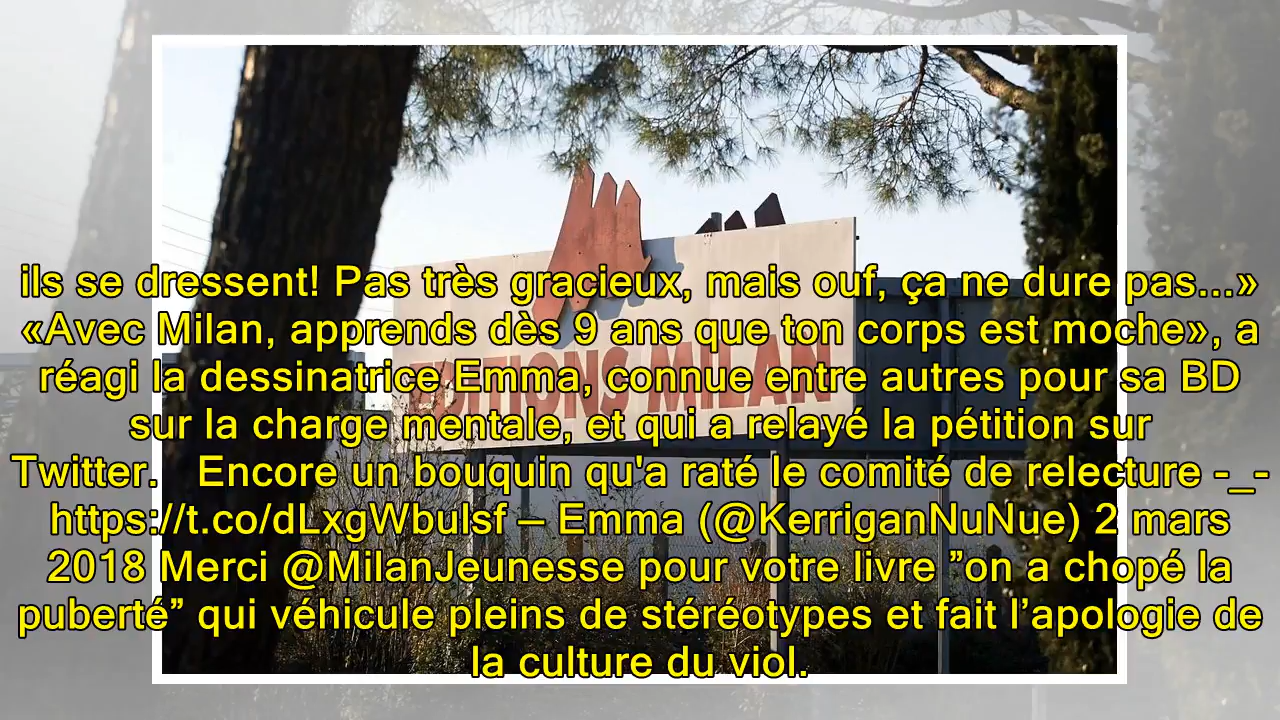 ils se dressent! Pas très gracieux, mais ouf, ça ne dure pas...»
«Avec Milan, apprends dès 9 ans que ton corps est moche», a
réagi la dessinatrice Emma, connue entre autres pour sa BD
sur la charge mentale, et qui a relayé la pétition sur
Twitter.   Encore un bouquin qu'a raté le comité de relecture -_-
https://t.co/dLxgWbulsf — Emma (@KerriganNuNue) 2 mars
2018 Merci @MilanJeunesse pour votre livre ”on a chopé la
puberté” qui véhicule pleins de stéréotypes et fait l’apologie de
la culture du viol.
EDITIONS MILAN